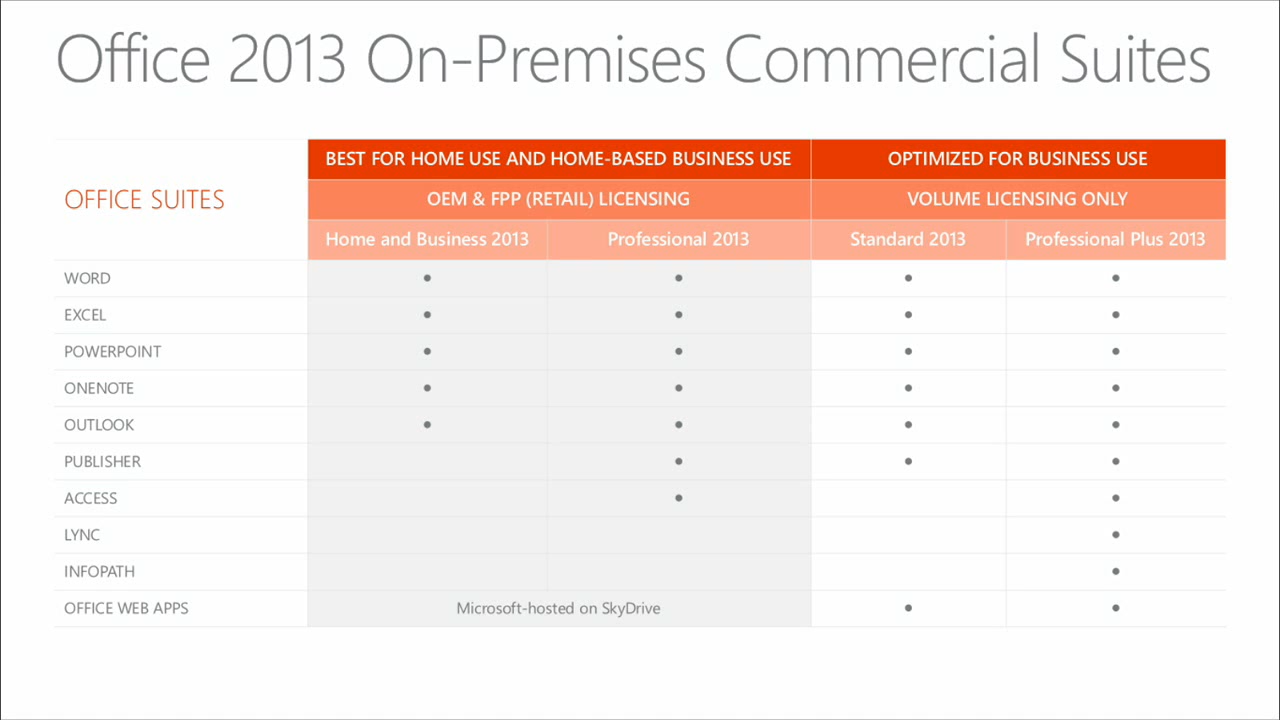 Office 2013 On-Premises Commercial Suites
BEST FOR HOME USE AND HOME-BASED BUSINESS USE OPTIMIZED FOR BUSINESS USE
OFFICE SUITES OEM & FPP (RETAIL) LICENSING VOLUME LICENSING ONLY
Home and Business 2013 Professional 2013 Standard 2013 Professional Plus 2013
WORD • • • •
EXCEL • • • •
POWERPOINT • • • •
ONENOTE • • • •
OUTLOOK • • • •
PUBLISHER • • •
ACCESS • •
LYNC •
INFOPATH •
OFFICE WEB APPS Microsoft-hosted on SkyDrive • •